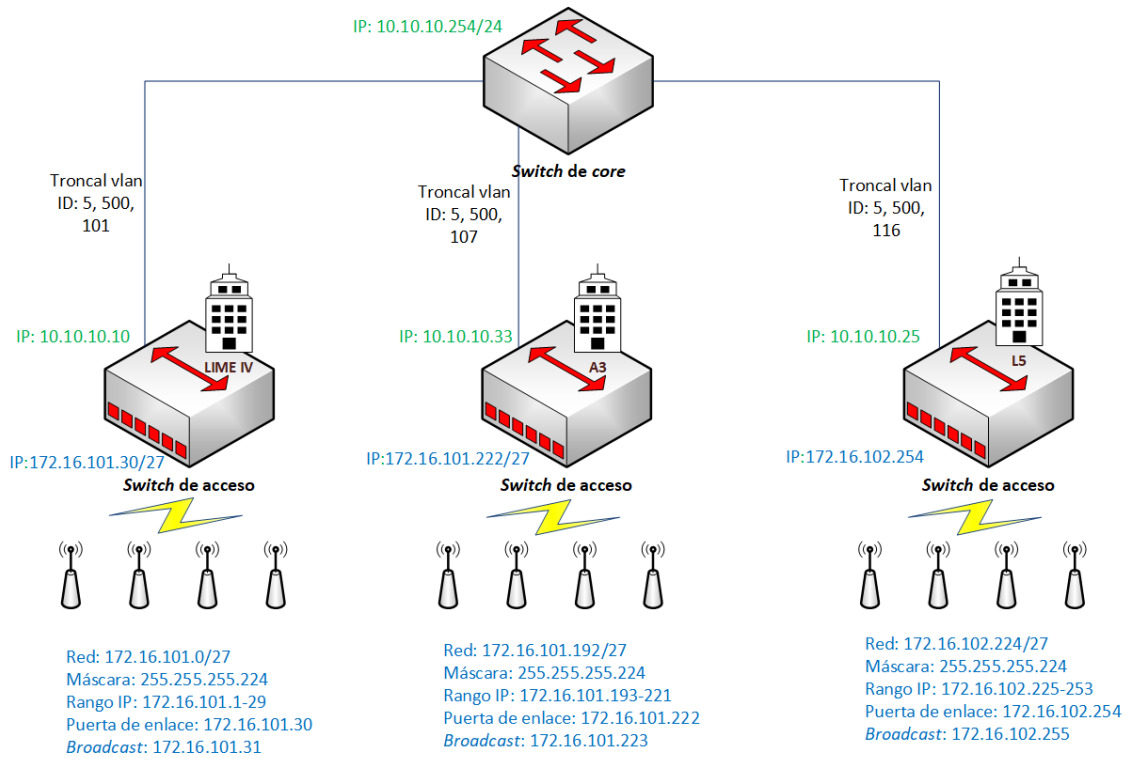 IP: 10.10.10.254/24
Switch de core
Troncal vlan
ID: 5, 500,
101
Troncal vlan
ID: 5, 500,
107
Troncal vlan
ID: 5, 500,
116
IP: 10.10.10.10
LIME IV
IP: 10.10.10.33
A3
IP: 10.10.10.25
L5
IP:172.16.101.30/27
Switch de acceso
IP:172.16.101.222/27
Switch de acceso
IP:172.16.102.254
Switch de acceso
Red: 172.16.101.0/27
Máscara: 255.255.255.224
Rango IP: 172.16.101.1-29
Puerta de enlace: 172.16.101.30
Broadcast: 172.16.101.31
Red: 172.16.101.192/27
Máscara: 255.255.255.224
Rango IP: 172.16.101.193-221
Puerta de enlace: 172.16.101.222
Broadcast: 172.16.101.223
Red: 172.16.102.224/27
Máscara: 255.255.255.224
Rango IP: 172.16.102.225-253
Puerta de enlace: 172.16.102.254
Broadcast: 172.16.102.255